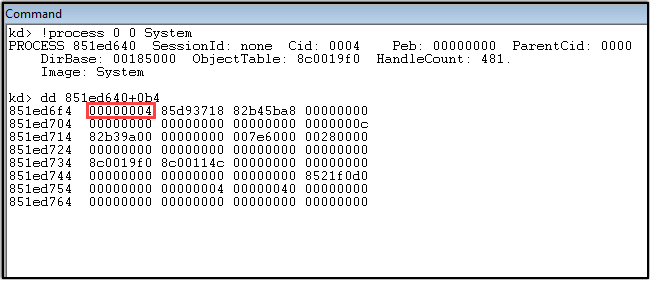 Command
kd> !process 0 0 System
PROCESS 851ed640  SessionId: none  Cid: 0004    Peb: 00000000  ParentCid: 0000
    DirBase: 00185000  ObjectTable: 8c0019f0  HandleCount: 481.
    Image: System
kd> dd 851ed640+0b4
851ed6f4  00000004 85d93718 82b45ba8 00000000
851ed704  00000000 00000000 00000000 0000000c
851ed714  82b39a00 00000000 007e6000 00280000
851ed724  00000000 00000000 00000000 00000000
851ed734  8c0019f0 8c00114c 00000000 00000000
851ed744  00000000 00000000 00000000 8521f0d0
851ed754  00000000 00000004 00000040 00000000
851ed764  00000000 00000000 00000000 00000000